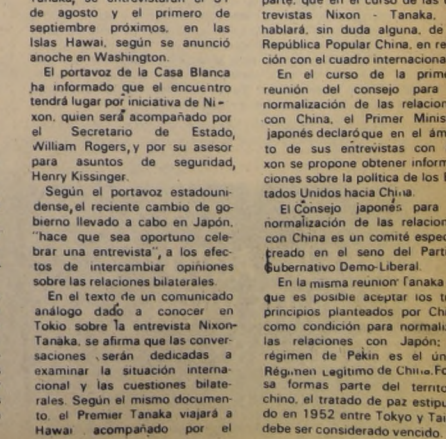 Tanaka, se entrevistarán el 31
de agosto y el primero de
septiembre próximos, en las
Islas Hawai, según se anunció
anoche en Washington.
El portavoz de la Casa Blanca
ha informado que el encuentro
tendrá lugar por iniciativa de Ni-
xon, quien será acompañado por
el Secretario de Estado,
William Rogers, y por su asesor
para asuntos de seguridad,
Henry Kissinger.
Según el portavoz estadouni-
dense, el reciente cambio de go-
bierno llevado a cabo en Japón,
"hace que sea oportuno cele-
brar una entrevista", a los efec-
tos de intercambiar opiniones
sobre las relaciones bilaterales.
En el texto de un comunicado
análogo dado a conocer en
Tokio sobre la entrevista Nixon-
Tanaka, se afirma que las conver-
saciones serán dedicadas a
examinar la situación interna-
cional y las cuestiones bilate-
rales. Según el mismo documen-
to, el Premier Tanaka viajará a
Hawai acompañado por el
parte, que en el curso de las
trevistas Nixon - Tanaka,
hablará, sin duda alguna, de
República Popular China, en re
ción con el cuadro internaciona
En el curso de la prime
reunión del consejo para
normalización de las relacion
con China, el Primer Minis
japonés declaró que en el ám
to de sus entrevistas con
xon se propone obtener inform
ciones sobre la política de los
tados Unidos hacia China.
El Consejo japonés para
normalización de las relacion
con China es un comité espec
creado en el seno del Parti
Gubernativo Demo-Liberal.
En la misma reunión Tanaka
que es posible aceptar los t
principios planteados por Chi
como condición para normali
las relaciones con Japón;
régimen de Pekin es el ún
Régimen Legítimo de China. Fo
sa formas parte del territo
chino, el tratado de paz estipu
do en 1952 entre Tokyo y Tai
debe ser considerado vencido.